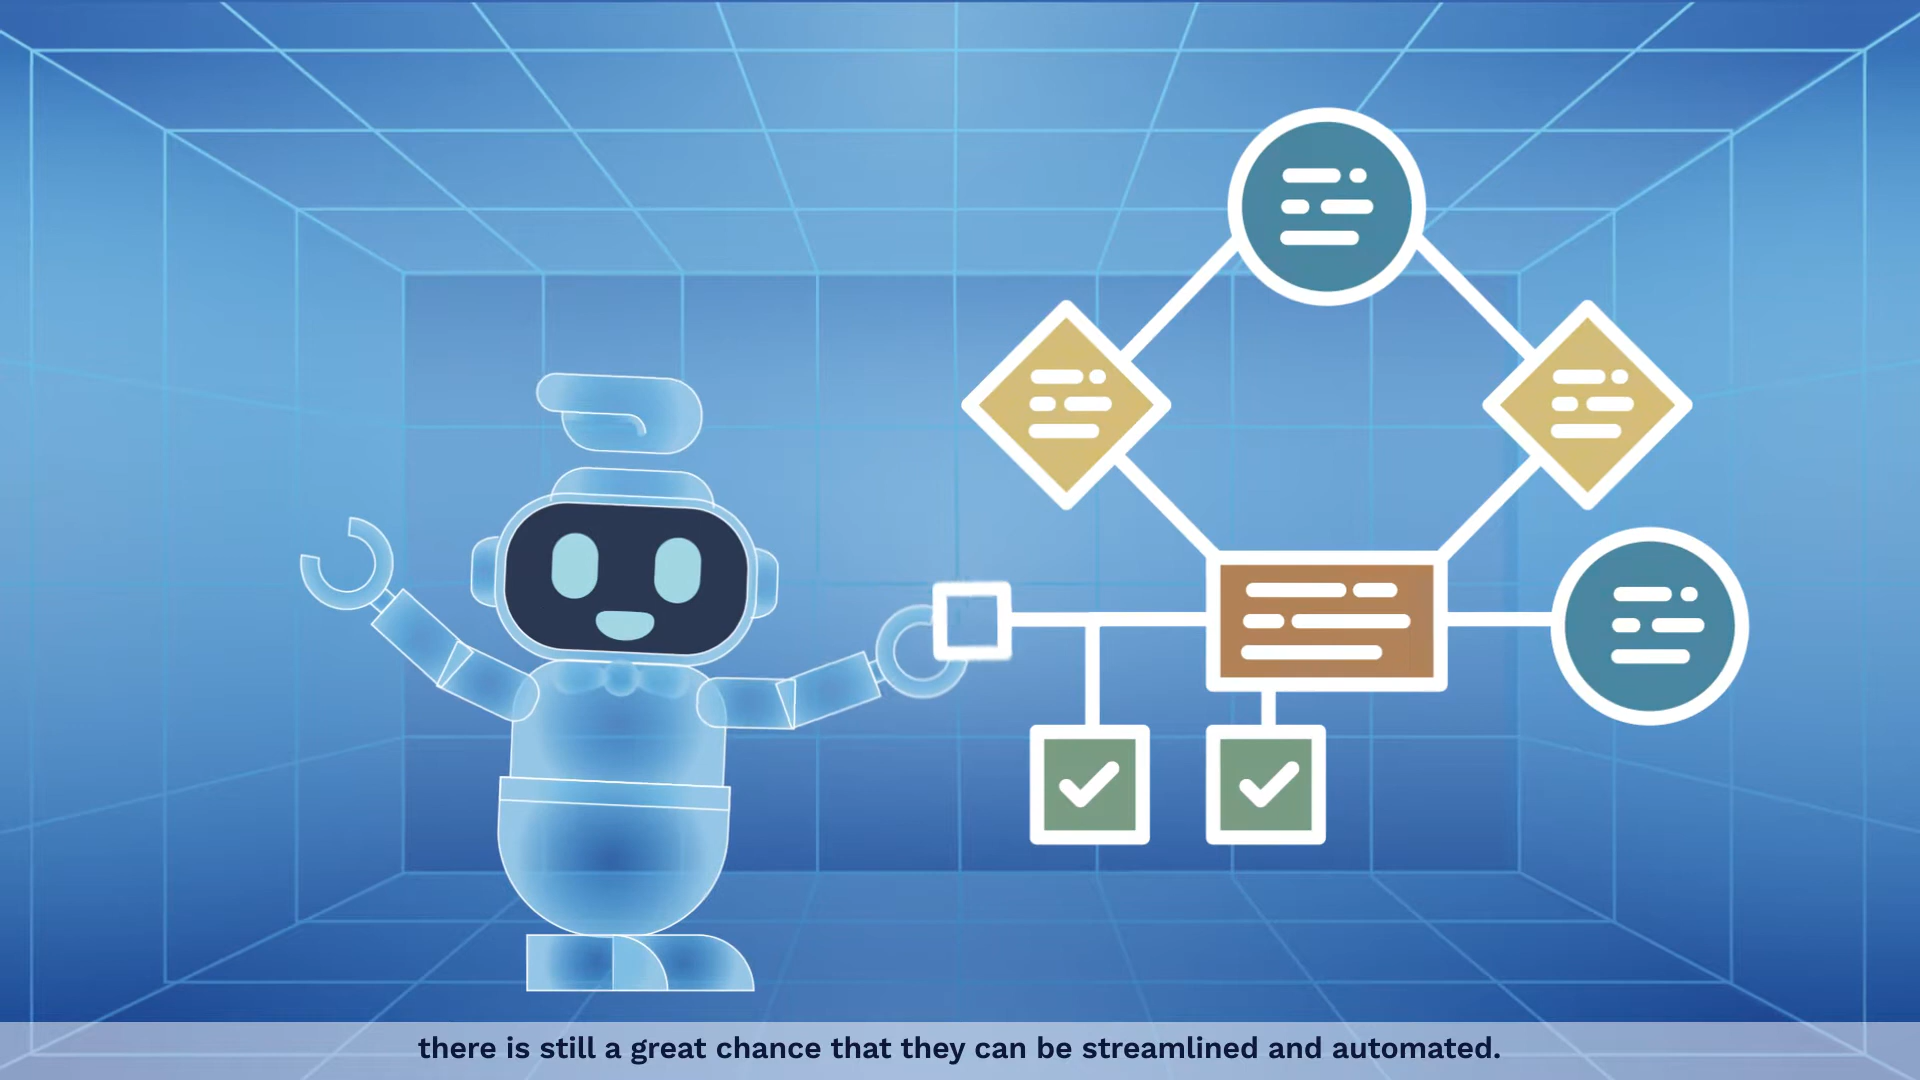 there is still a great chance that they can be streamlined and automated.